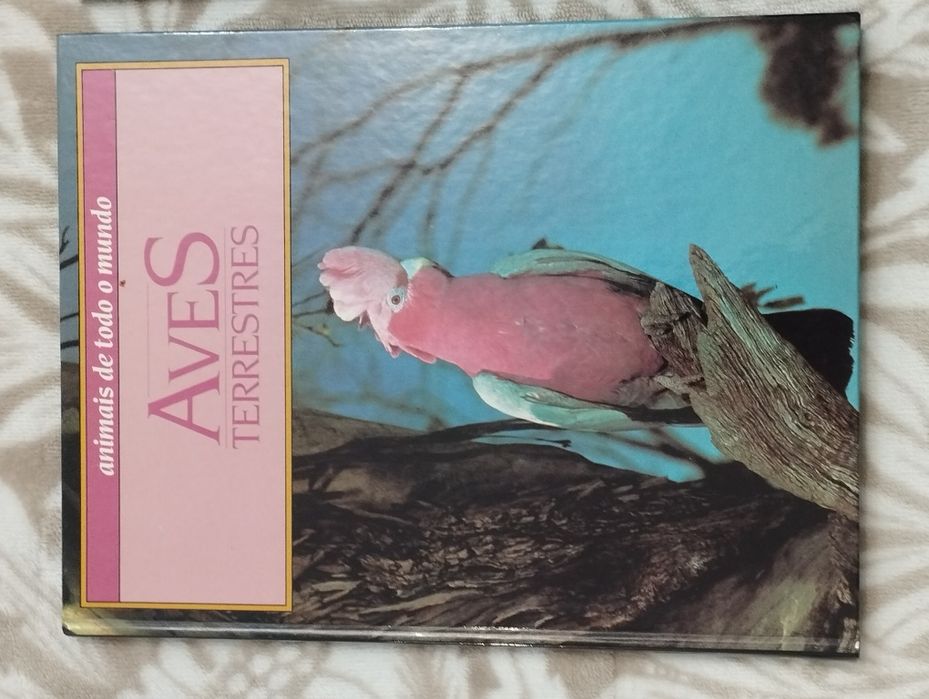 animais de todo o mundo
AVES
TERRESTRES